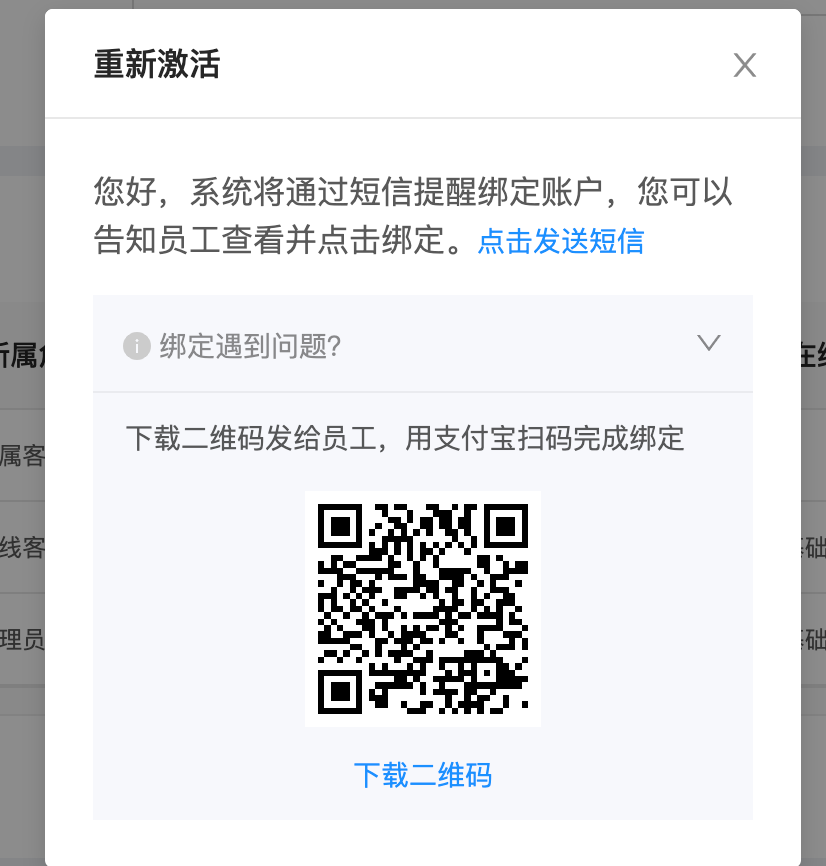 重新激活
您好，系统将通过短信提醒绑定账户，您可以
告知员工查看并点击绑定。点击发送短信
绑定遇到问题?
下载二维码发给员工，用支付宝扫码完成绑定
下载二维码
所属
在线
属客
线客
基础
理员
基础